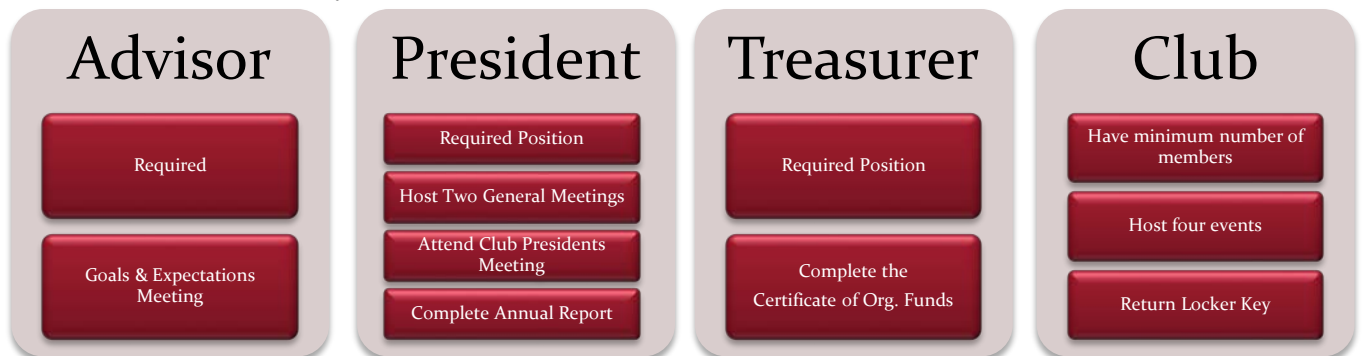 Advisor
Required
Goals & Expectations
Meeting
President
Required Position
Host Two General Meetings
Attend Club Presidents
Meeting
Complete Annual Report
Treasurer
Required Position
Complete the
Certificate of Org. Funds
Club
Have minimum number of
members
Host four events
Return Locker Key